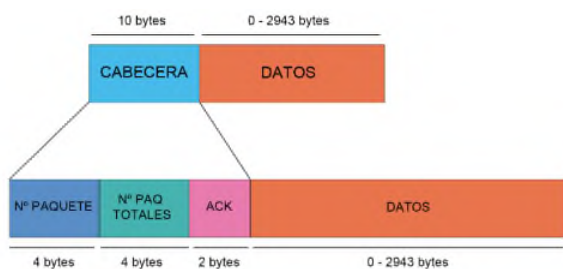 10 bytes
0 - 2943 bytes
CABECERA
DATOS
Nº PAQUETE
Nº PAQ
TOTALES
ACK
DATOS
4 bytes
4 bytes
2 bytes
0 - 2943 bytes